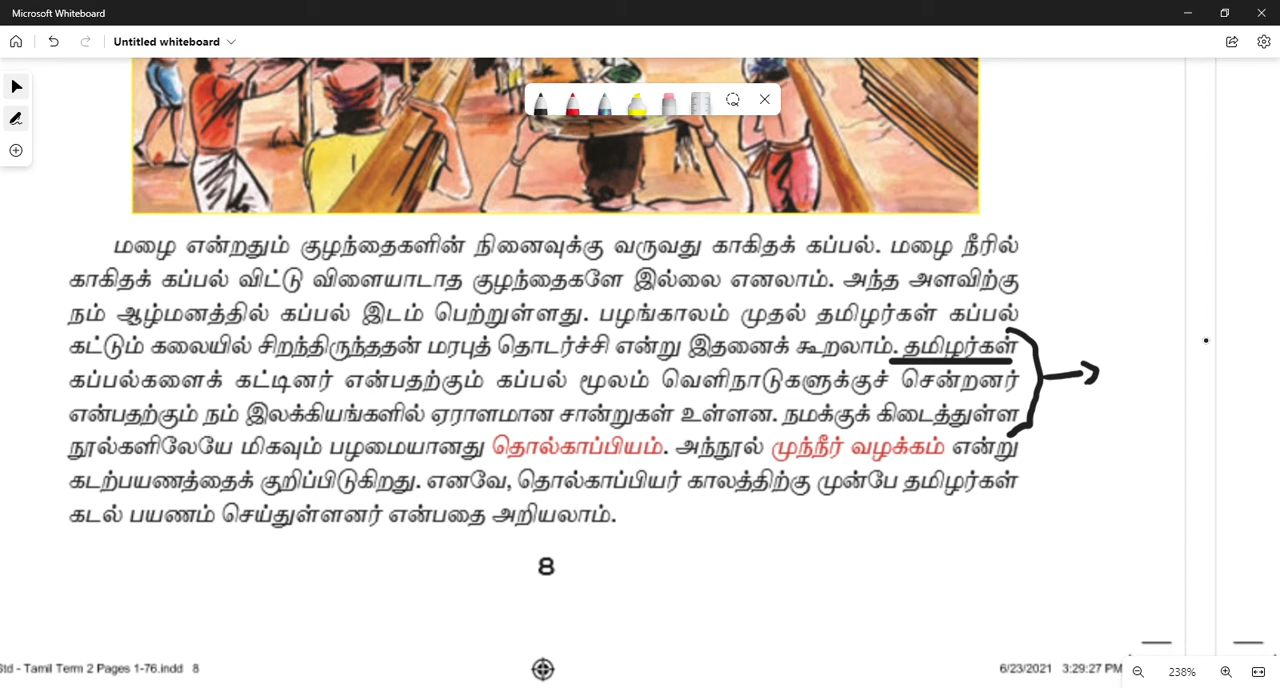 Microsoft Whiteboard
Untitled whiteboard
மழை என்றதும் குழந்தைகளின் நினைவுக்கு வருவது காகிதக் கப்பல். மழை நீரில்
காகிதக் கப்பல் விட்டு விளையாடாத குழந்தைகளே இல்லை எனலாம். அந்த அளவிற்கு
நம் ஆழ்மனத்தில் கப்பல் இடம் பெற்றுள்ளது. பழங்காலம் முதல் தமிழர்கள் கப்பல்
கட்டும் கலையில் சிறந்திருந்ததன் மரபுத் தொடர்ச்சி என்று இதனைக் கூறலாம். தமிழர்கள்
கப்பல்களைக் கட்டினர் என்பதற்கும் கப்பல் மூலம் வெளிநாடுகளுக்குச் சென்றனர்
என்பதற்கும் நம் இலக்கியங்களில் ஏராளமான சான்றுகள் உள்ளன. நமக்குக் கிடைத்துள்ள
நூல்களிலேயே மிகவும் பழமையானது தொல்காப்பியம். அந்நூல் முந்நீர் வழக்கம் என்று
கடற்பயணத்தைக் குறிப்பிடுகிறது. எனவே, தொல்காப்பியர் காலத்திற்கு முன்பே தமிழர்கள்
கடல் பயணம் செய்துள்ளனர் என்பதை அறியலாம்.
8
Std - Tamil Term 2 Pages 1-76.indd 8
6/23/2021 3:29:27 PM
238%